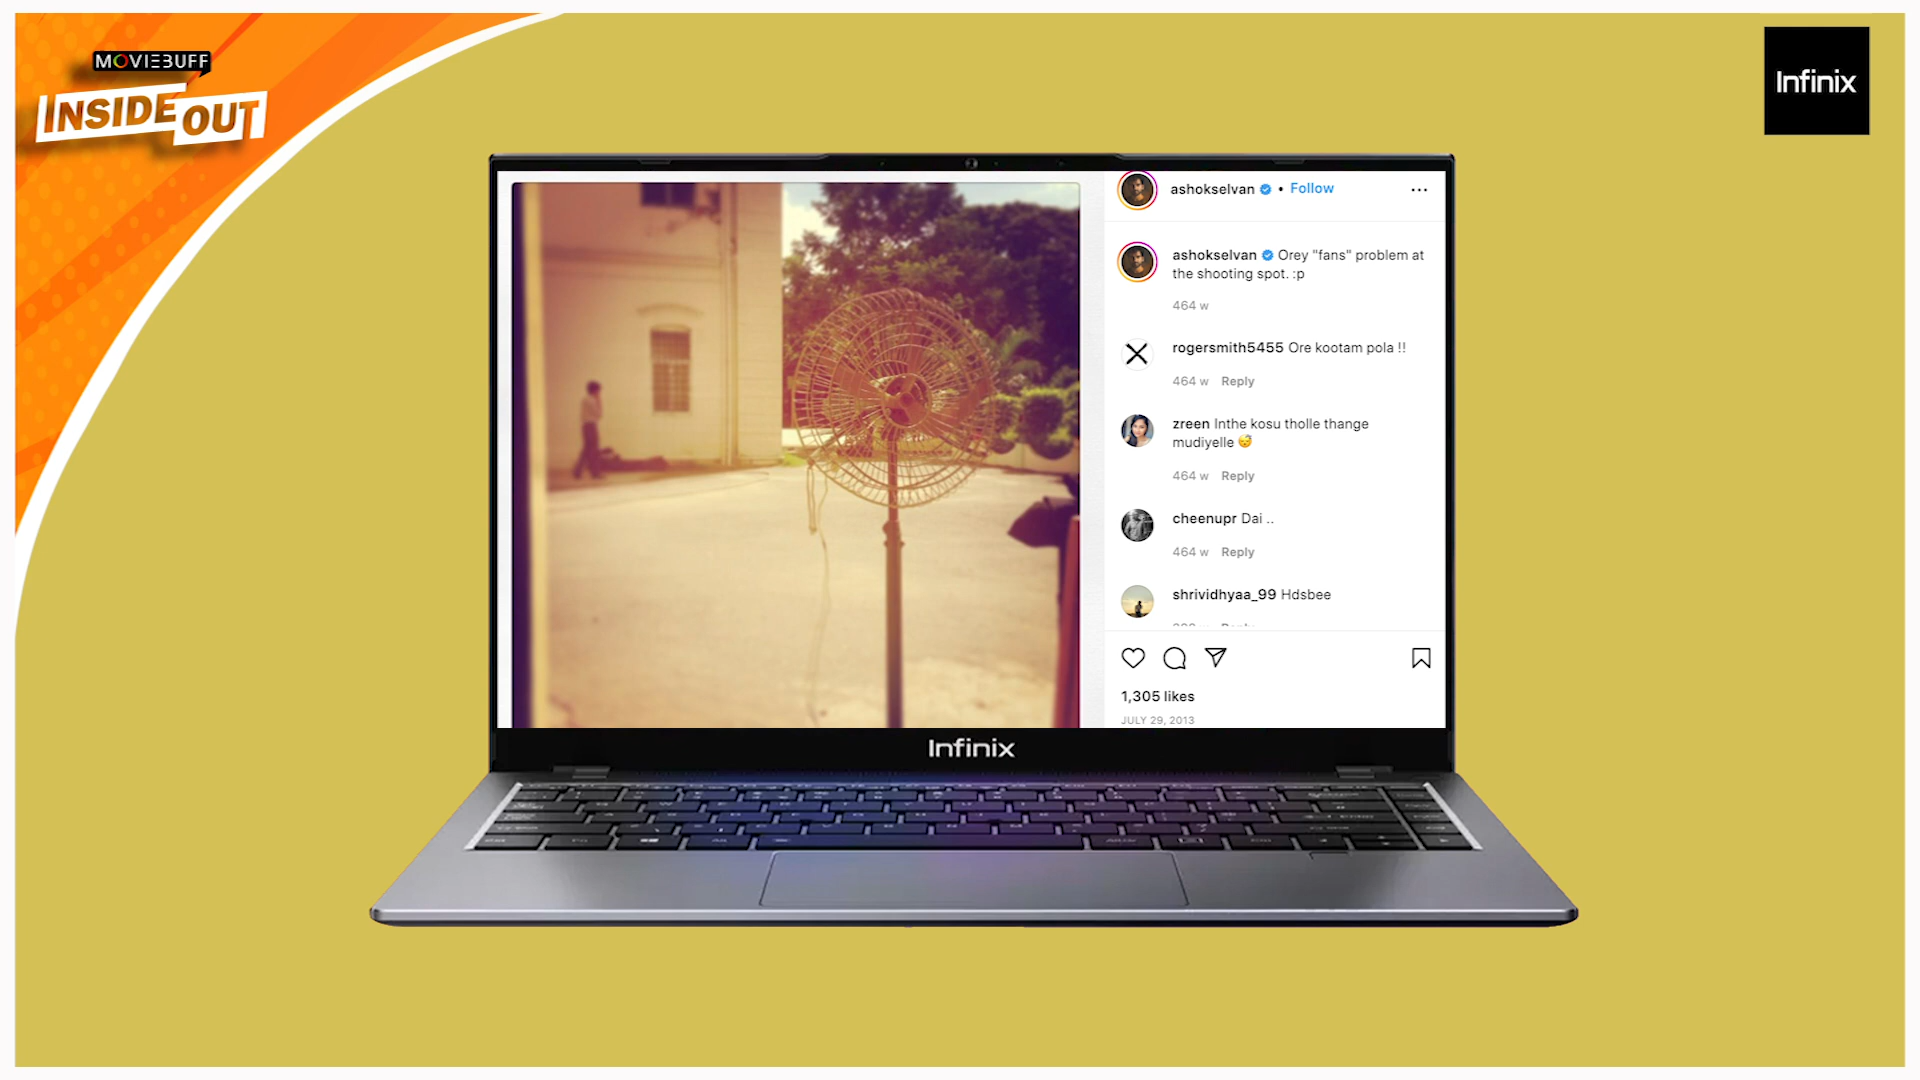 MOVIEBUFF
INSIDE OUT
Infinix
ashokselvan • Follow
ashokselvan Orey "fans" problem at
the shooting spot. :p
464 w
rogersmith5455 Ore kootam pola !!
464 w Reply
zreen Inthe kosu tholle thange
mudiyelle 😴
464 w Reply
cheenupr Dai ..
464 w Reply
shrividhyaa_99 Hdsbee
1,305 likes
JULY 29, 2013
Infinix